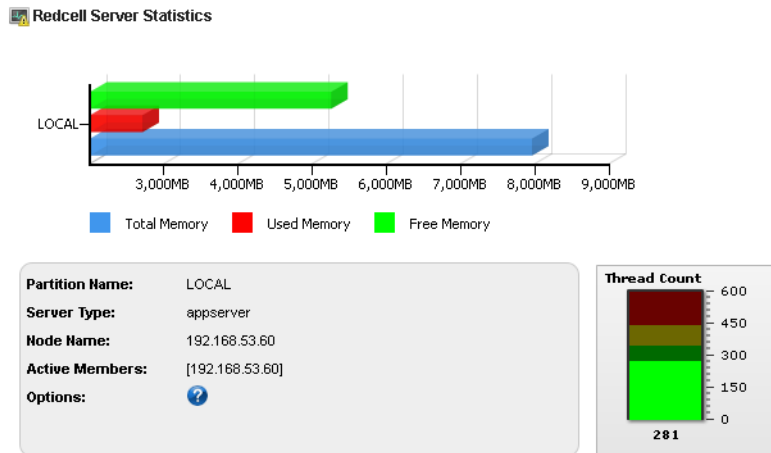 Redcell Server Statistics
LOCAL
3,000MB 4,000MB 5,000MB 6,000MB 7,000MB 8,000MB 9,000MB
Total Memory Used Memory Free Memory
Partition Name: LOCAL
Server Type: appserver
Node Name: 192.168.53.60
Active Members: [192.168.53.60]
Options: ?
Thread Count
600
450
300
150
0
281